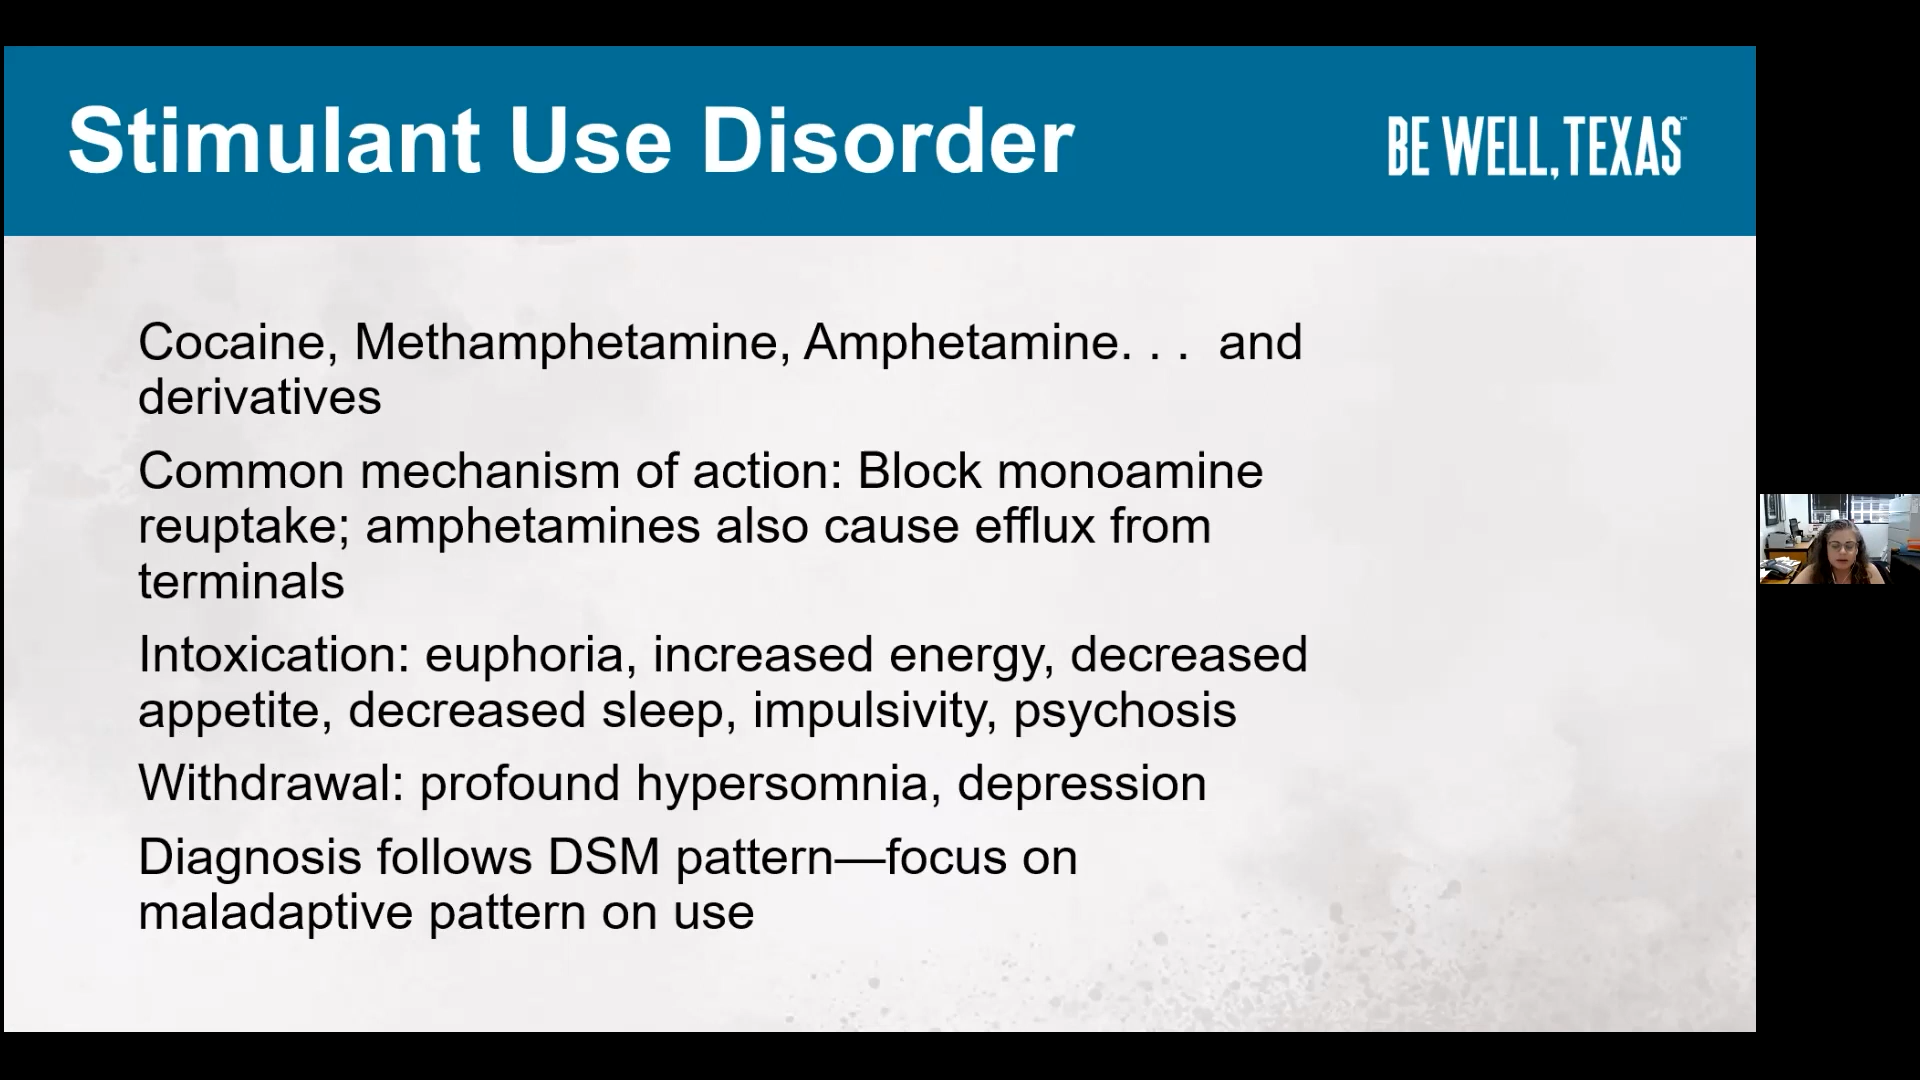 Stimulant Use Disorder
BE WELL, TEXAS
Cocaine, Methamphetamine, Amphetamine. . .  and
derivatives
Common mechanism of action: Block monoamine
reuptake; amphetamines also cause efflux from
terminals
Intoxication: euphoria, increased energy, decreased
appetite, decreased sleep, impulsivity, psychosis
Withdrawal: profound hypersomnia, depression
Diagnosis follows DSM pattern—focus on
maladaptive pattern on use